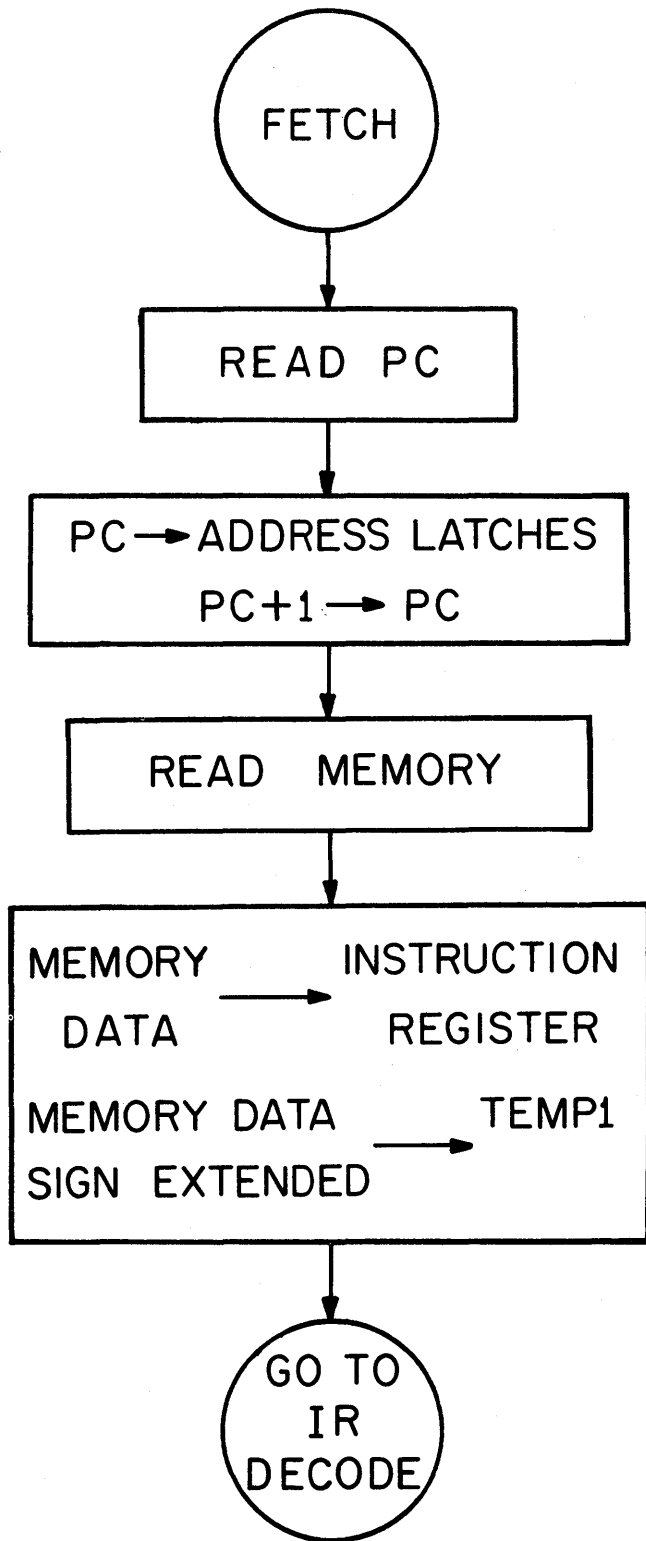 FETCH
READ PC
PC → ADDRESS LATCHES
PC+1 → PC
READ MEMORY
MEMORY DATA → INSTRUCTION REGISTER
MEMORY DATA SIGN EXTENDED → TEMP1
GO TO
IR
DECODE